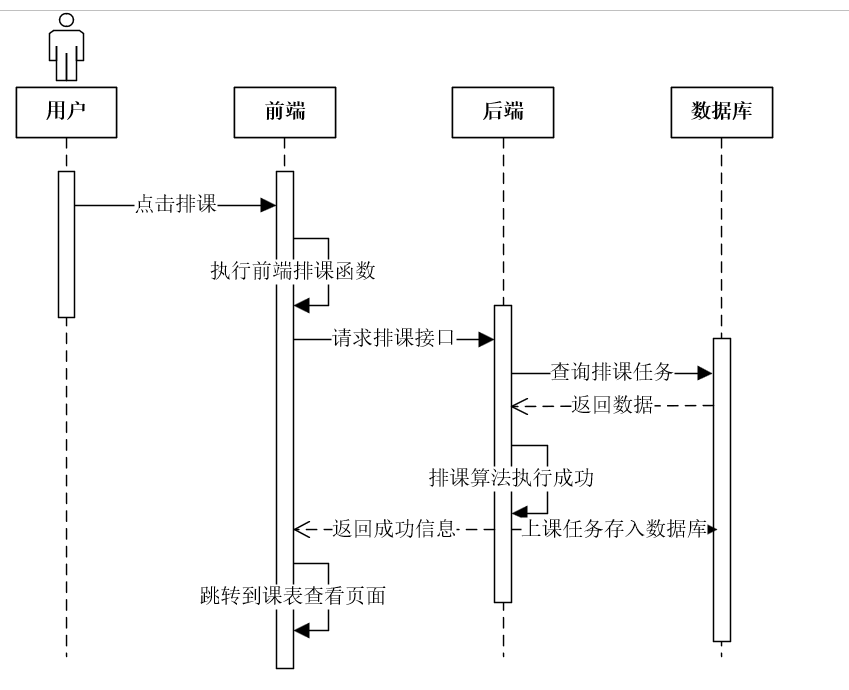 用户
前端
后端
数据库
点击排课
执行前端排课函数
请求排课接口
查询排课任务
返回数据
排课算法执行成功
返回成功信息
上课任务存入数据库
跳转到课表查看页面